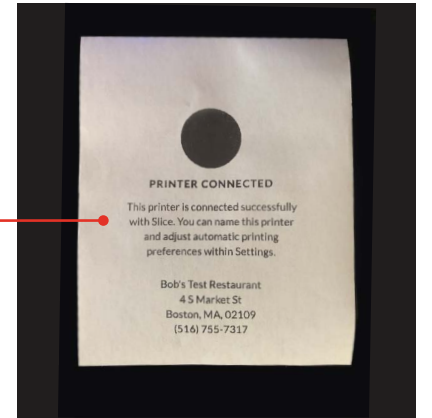 PRINTER CONNECTED
This printer is connected successfully
with Slice. You can name this printer
and adjust automatic printing
preferences within Settings.
Bob's Test Restaurant
4 S Market St
Boston, MA, 02109
(516) 755-7317